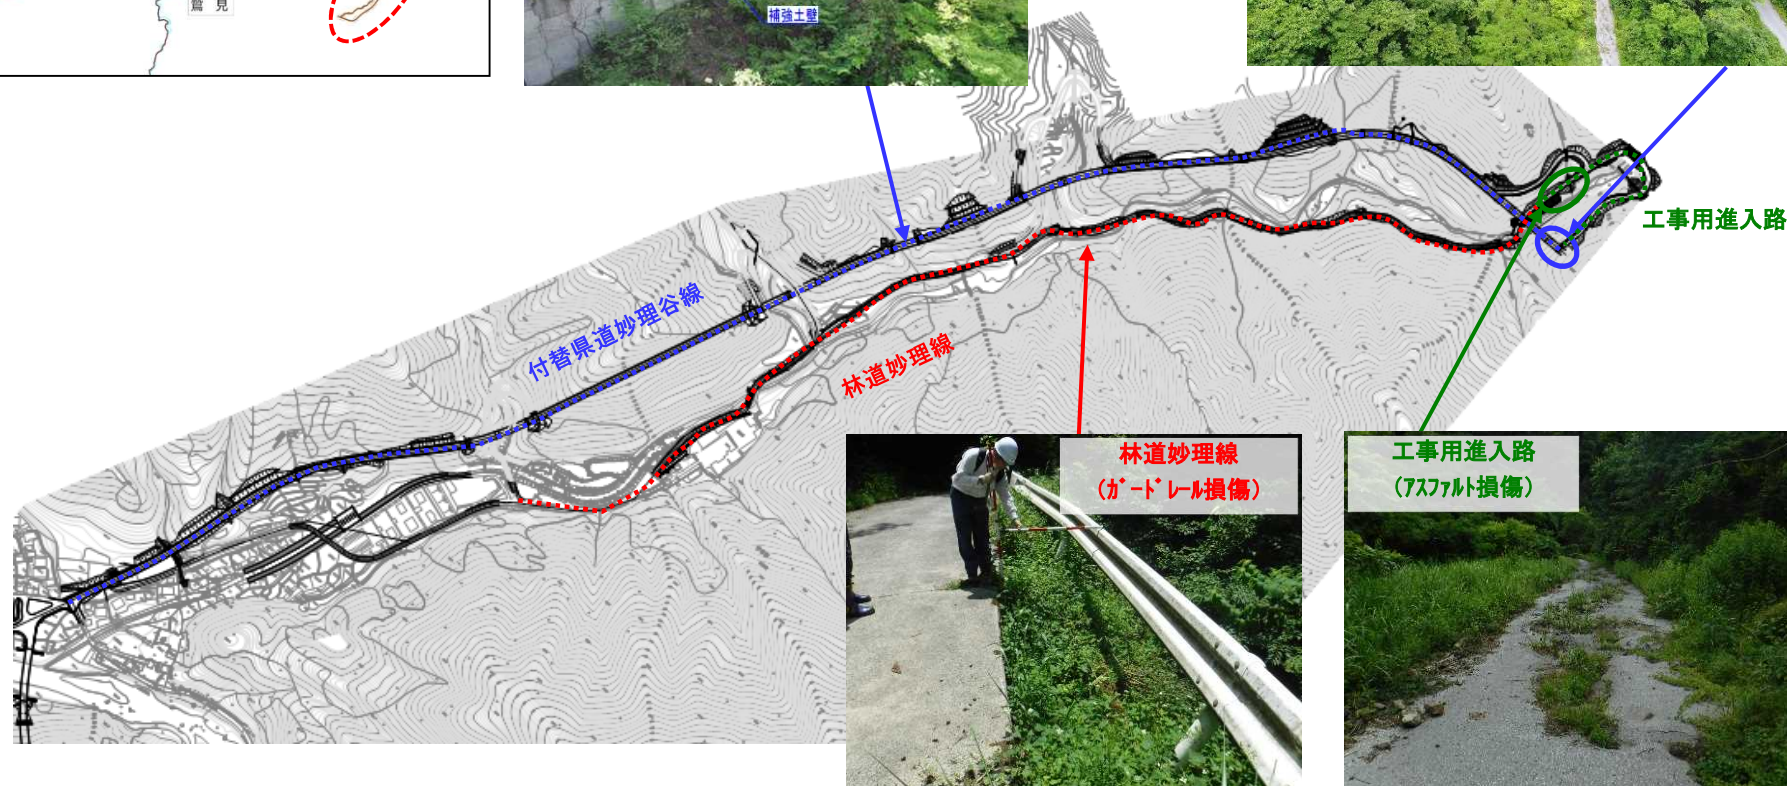 鷲 見
補強土壁
工事用進入路
付替県道妙理谷線
林道妙理線
林道妙理線
(ｶﾞｰﾄﾞﾚｰﾙ損傷)
工事用進入路
(ｱｽﾌｧﾙﾄ損傷)